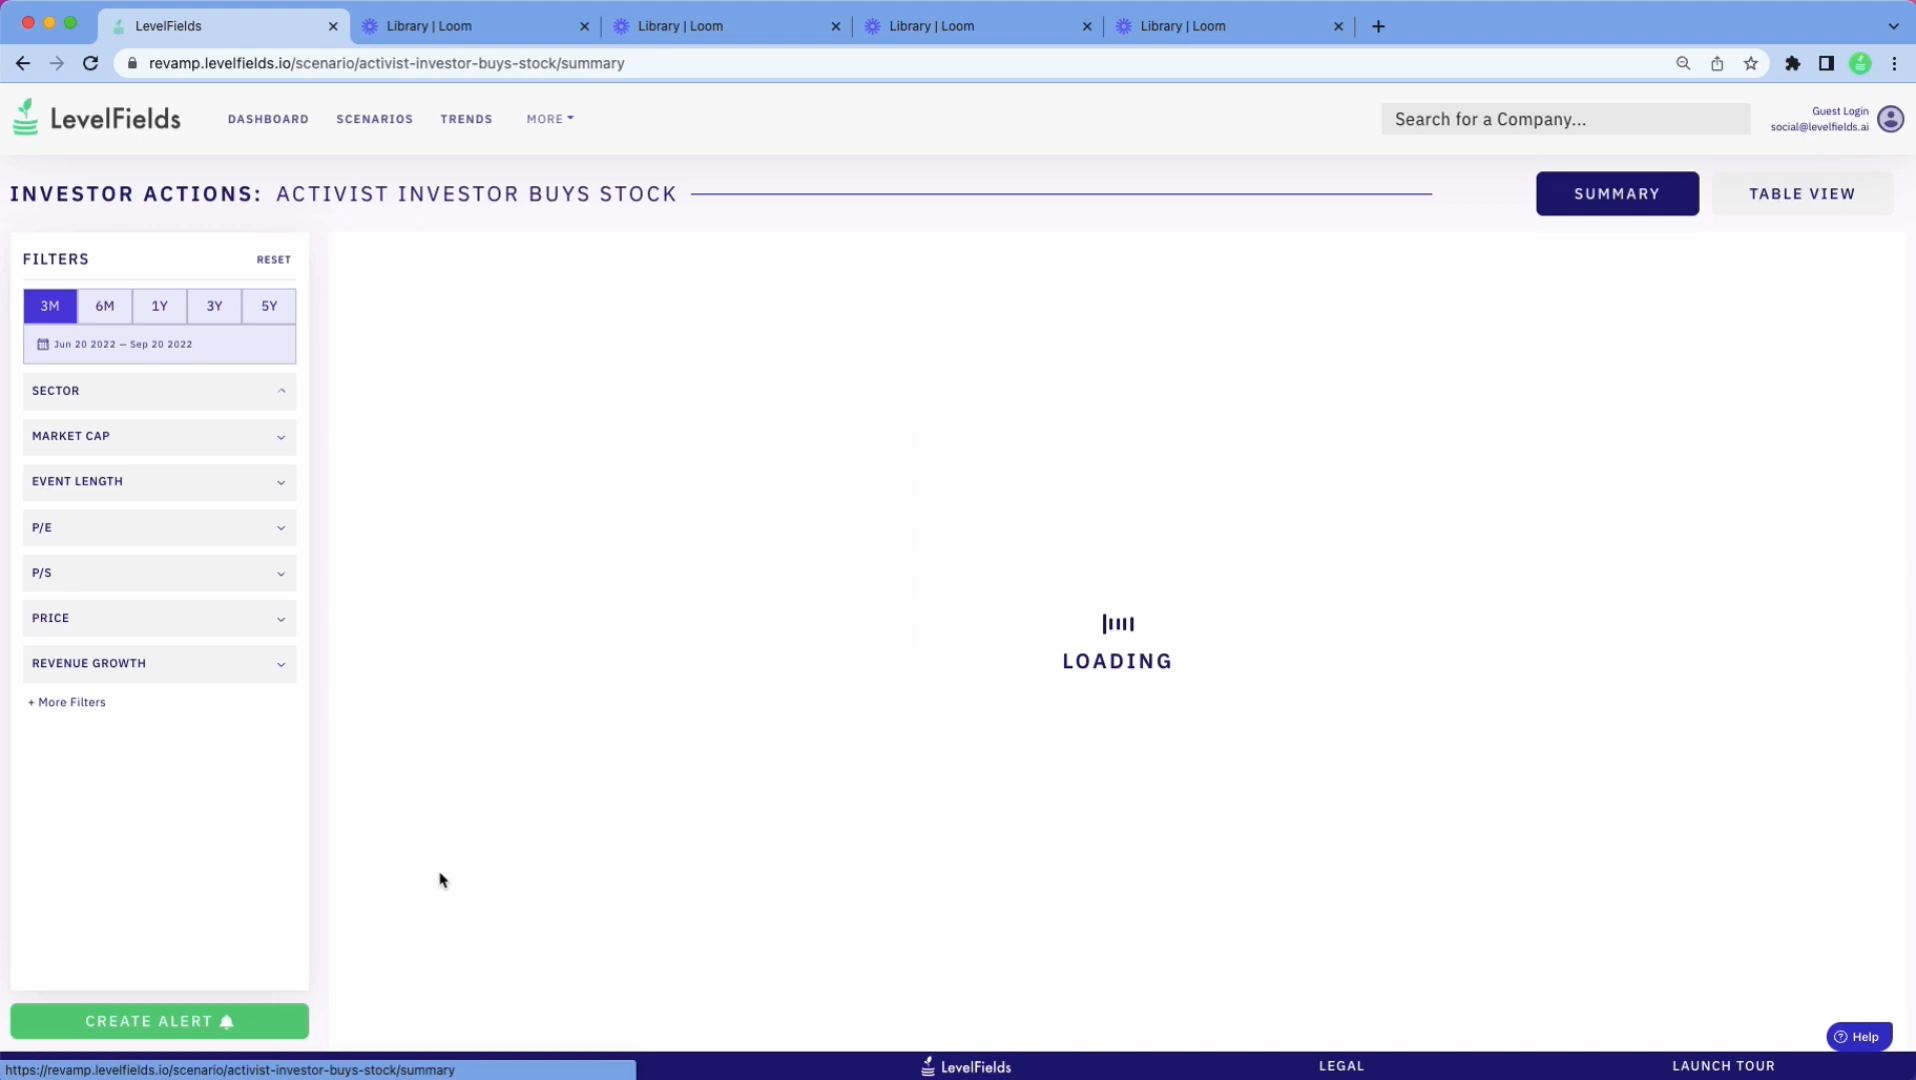 LevelFields
Library | Loom
Library | Loom
Library | Loom
Library | Loom
revamp.levelfields.io/scenario/activist-investor-buys-stock/summary
LevelFields
DASHBOARD
SCENARIOS
TRENDS
MORE
Search for a Company...
Guest Login
social@levelfields.ai
INVESTOR ACTIONS: ACTIVIST INVESTOR BUYS STOCK
SUMMARY
TABLE VIEW
FILTERS
RESET
3M 6M 1Y 3Y 5Y
Jun 20 2022 — Sep 20 2022
SECTOR
MARKET CAP
EVENT LENGTH
P/E
P/S
PRICE
REVENUE GROWTH
+ More Filters
LOADING
CREATE ALERT
Help
https://revamp.levelfields.io/scenario/activist-investor-buys-stock/summary
LevelFields
LEGAL
LAUNCH TOUR